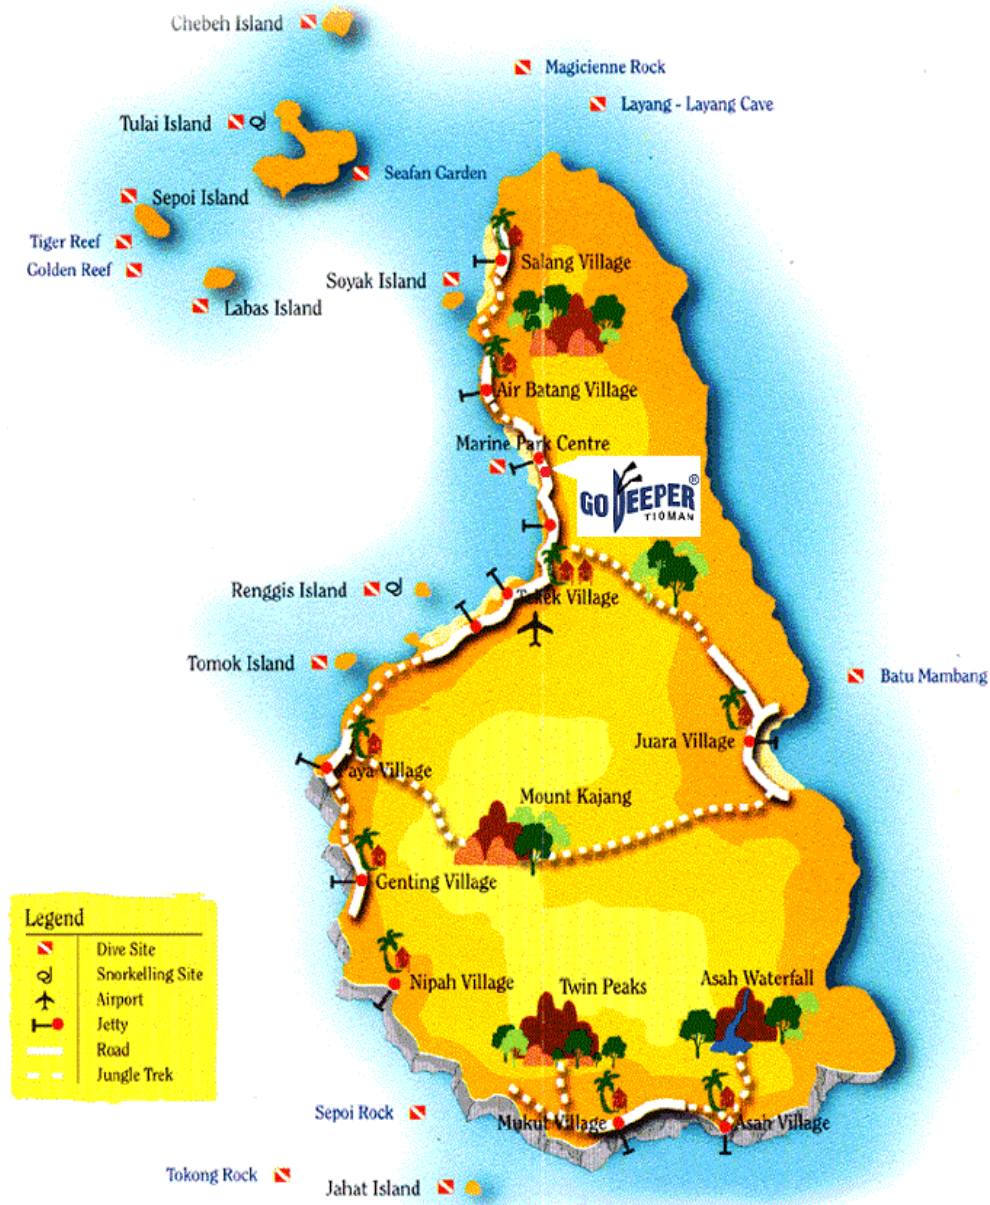 Chebeh Island
Magicienne Rock
Layang - Layang Cave
Tulai Island
Seafan Garden
Sepoi Island
Tiger Reef
Golden Reef
Labas Island
Soyak Island
Salang Village
Air Batang Village
Marine Park Centre
GO DEEPER®
TIOMAN
Renggis Island
Tekek Village
Tomok Island
Batu Mambang
Juara Village
Paya Village
Mount Kajang
Genting Village
Nipah Village
Twin Peaks
Asah Waterfall
Legend
Dive Site
Snorkelling Site
Airport
Jetty
Road
Jungle Trek
Sepoi Rock
Mukut Village
Asah Village
Tokong Rock
Jahat Island